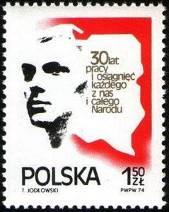 30 lat
pracy
i osiągnięć
każdego
z nas
i całego
Narodu
POLSKA 1 50 ZŁ
T. JODŁOWSKI PWPW 74